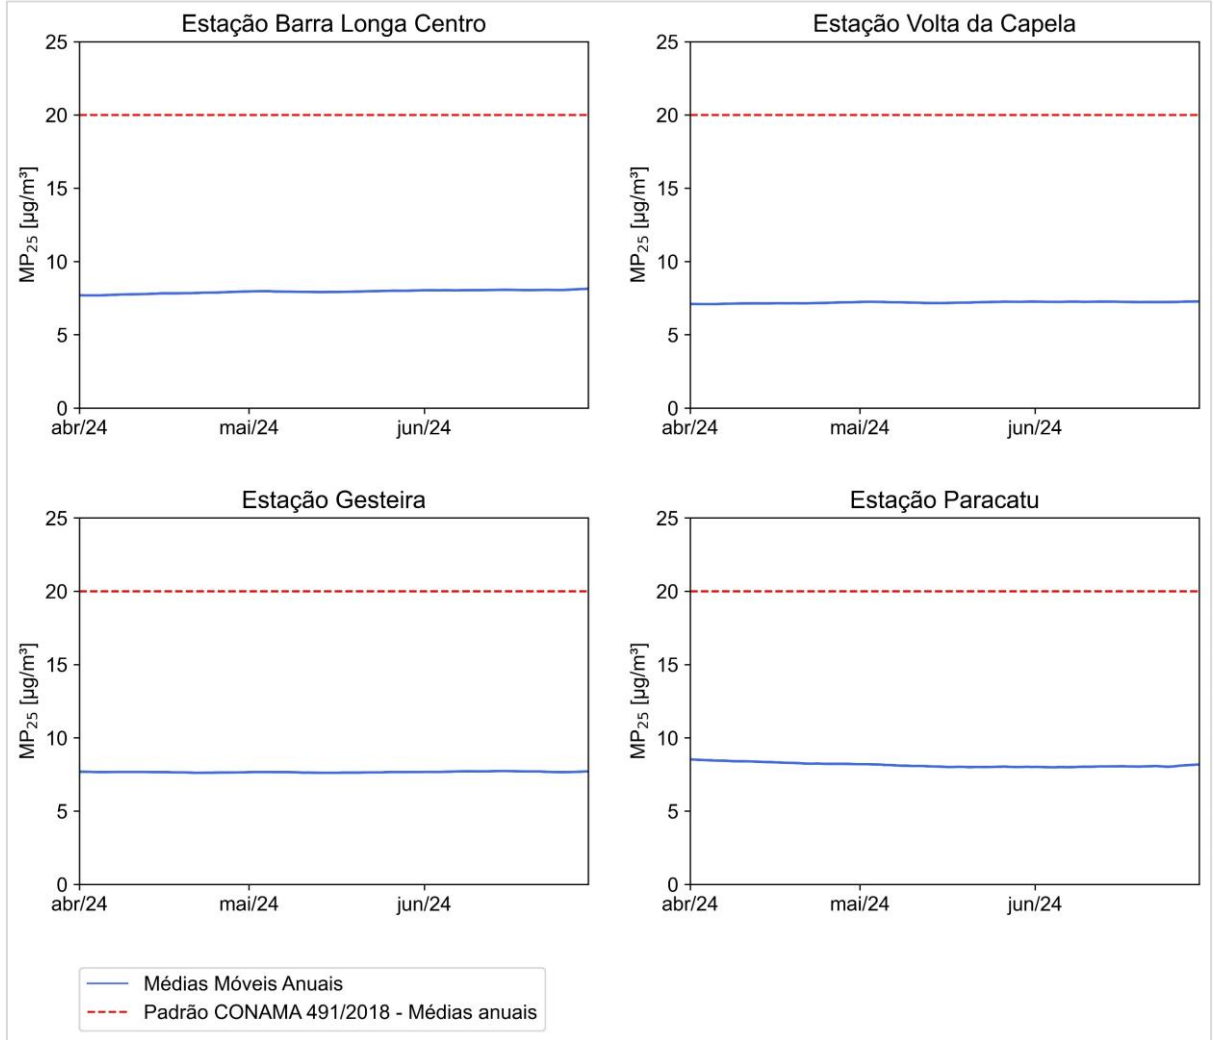 Estação Barra Longa Centro
25
20
15
10
5
0
MP₂₅ [µg/m³]
abr/24 mai/24 jun/24
Estação Volta da Capela
25
20
15
10
5
0
MP₂₅ [µg/m³]
abr/24 mai/24 jun/24
Estação Gesteira
25
20
15
10
5
0
MP₂₅ [µg/m³]
abr/24 mai/24 jun/24
Estação Paracatu
25
20
15
10
5
0
MP₂₅ [µg/m³]
abr/24 mai/24 jun/24
Médias Móveis Anuais
Padrão CONAMA 491/2018 - Médias anuais